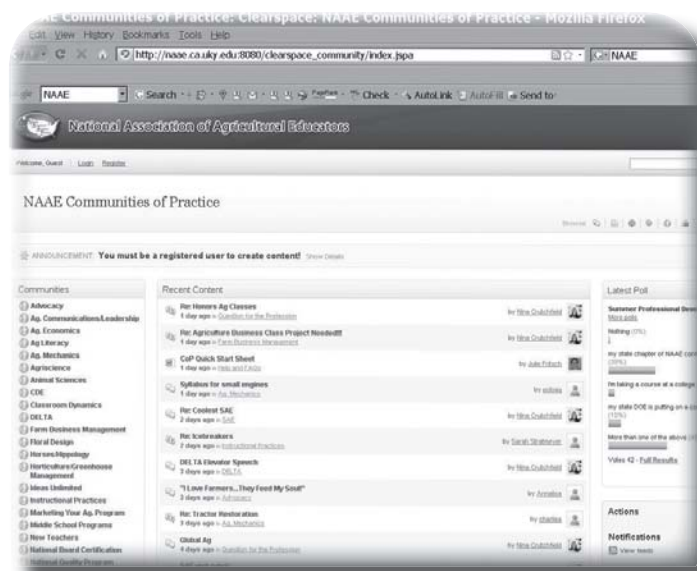 AE Communities of Practice: Clearspace: NAAE Communities of Practice - Mozilla Firefox
Edit View History Bookmarks Tools Help
http://naae.ca.uky.edu:8080/clearspace_community/index.jspa
NAAE
NAAE
Search
Check
AutoLink
AutoFill
Send to
National Association of Agricultural Educators
Welcome, Guest
Login
Register
NAAE Communities of Practice
Browse
ANNOUNCEMENT: You must be a registered user to create content! Show Details
Communities
Advocacy
Ag. Communications/Leadership
Ag. Economics
Ag Literacy
Ag. Mechanics
Agriscience
Animal Sciences
CDE
Classroom Dynamics
DELTA
Farm Business Management
Floral Design
Horses/Hippology
Horticulture/Greenhouse
Management
Ideas Unlimited
Instructional Practices
Marketing Your Ag. Program
Middle School Programs
New Teachers
National Board Certification
National Quality Program
Recent Content
Re: Honors Ag Classes
1 day ago in Question for the Profession
by Nina Crutchfield
Re: Agriculture Business Class Project Needed!!!
1 day ago in Farm Business Management
by Nina Crutchfield
CoP Quick Start Sheet
1 day ago in Help and FAQs
by Julie Fritsch
Syllabus for small engines
1 day ago in Ag. Mechanics
Re: Coolest SAE
2 days ago in SAE
by Nina Crutchfield
Re: Icebreakers
2 days ago in Instructional Practices
by Sarah
DELTA Elevator Speech
3 days ago in DELTA
by Nina Crutchfield
"I Love Farmers...They Feed My Soul!"
3 days ago in Advocacy
by
Re: Tractor Restoration
3 days ago in Ag. Mechanics
by
Global Ag
4 days ago in Question for the Profession
by Nina Crutchfield
Latest Poll
Summer Professional Deve
More polls
Nothing (0%)
my state chapter of NAAE con
I'm taking a course at a college
my state DOE is putting on a co
More than one of the above
Votes 42 - Full Results
Actions
Notifications
View feeds